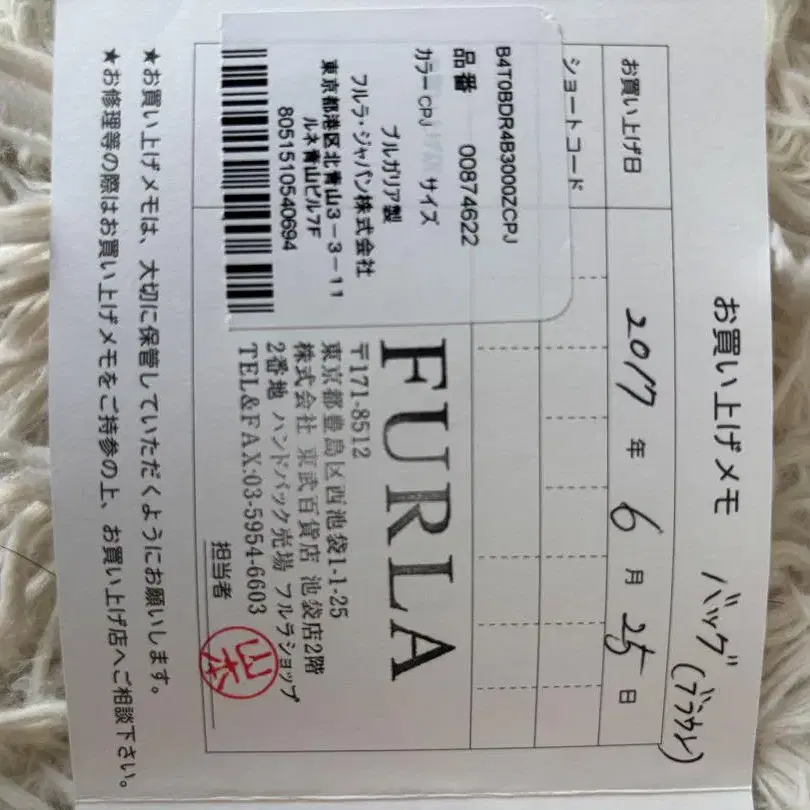 お買い上げメモ
バッグ
(ブラウン)
お買い上げ日 2017年 6月 25日
ショートコード
B4T0BDR4B3000ZCPJ
品番 00874622
カラー CPJ サイズ
ブルガリア製
フルラ・ジャパン株式会社
東京都港区北青山3-3-11
ルネ青山ビル7F
8051510540694
FURLA
〒171-8512
東京都豊島区西池袋1-1-25
株式会社 東武百貨店 池袋店2階
2番地 ハンドバック売場 フルラショップ
TEL&FAX:03-5954-6603
担当者 山本
★お買い上げメモは、大切に保管していただくようにお願いします。
★お修理等の際はお買い上げメモをご持参の上、お買い上げ店へご相談下さい。